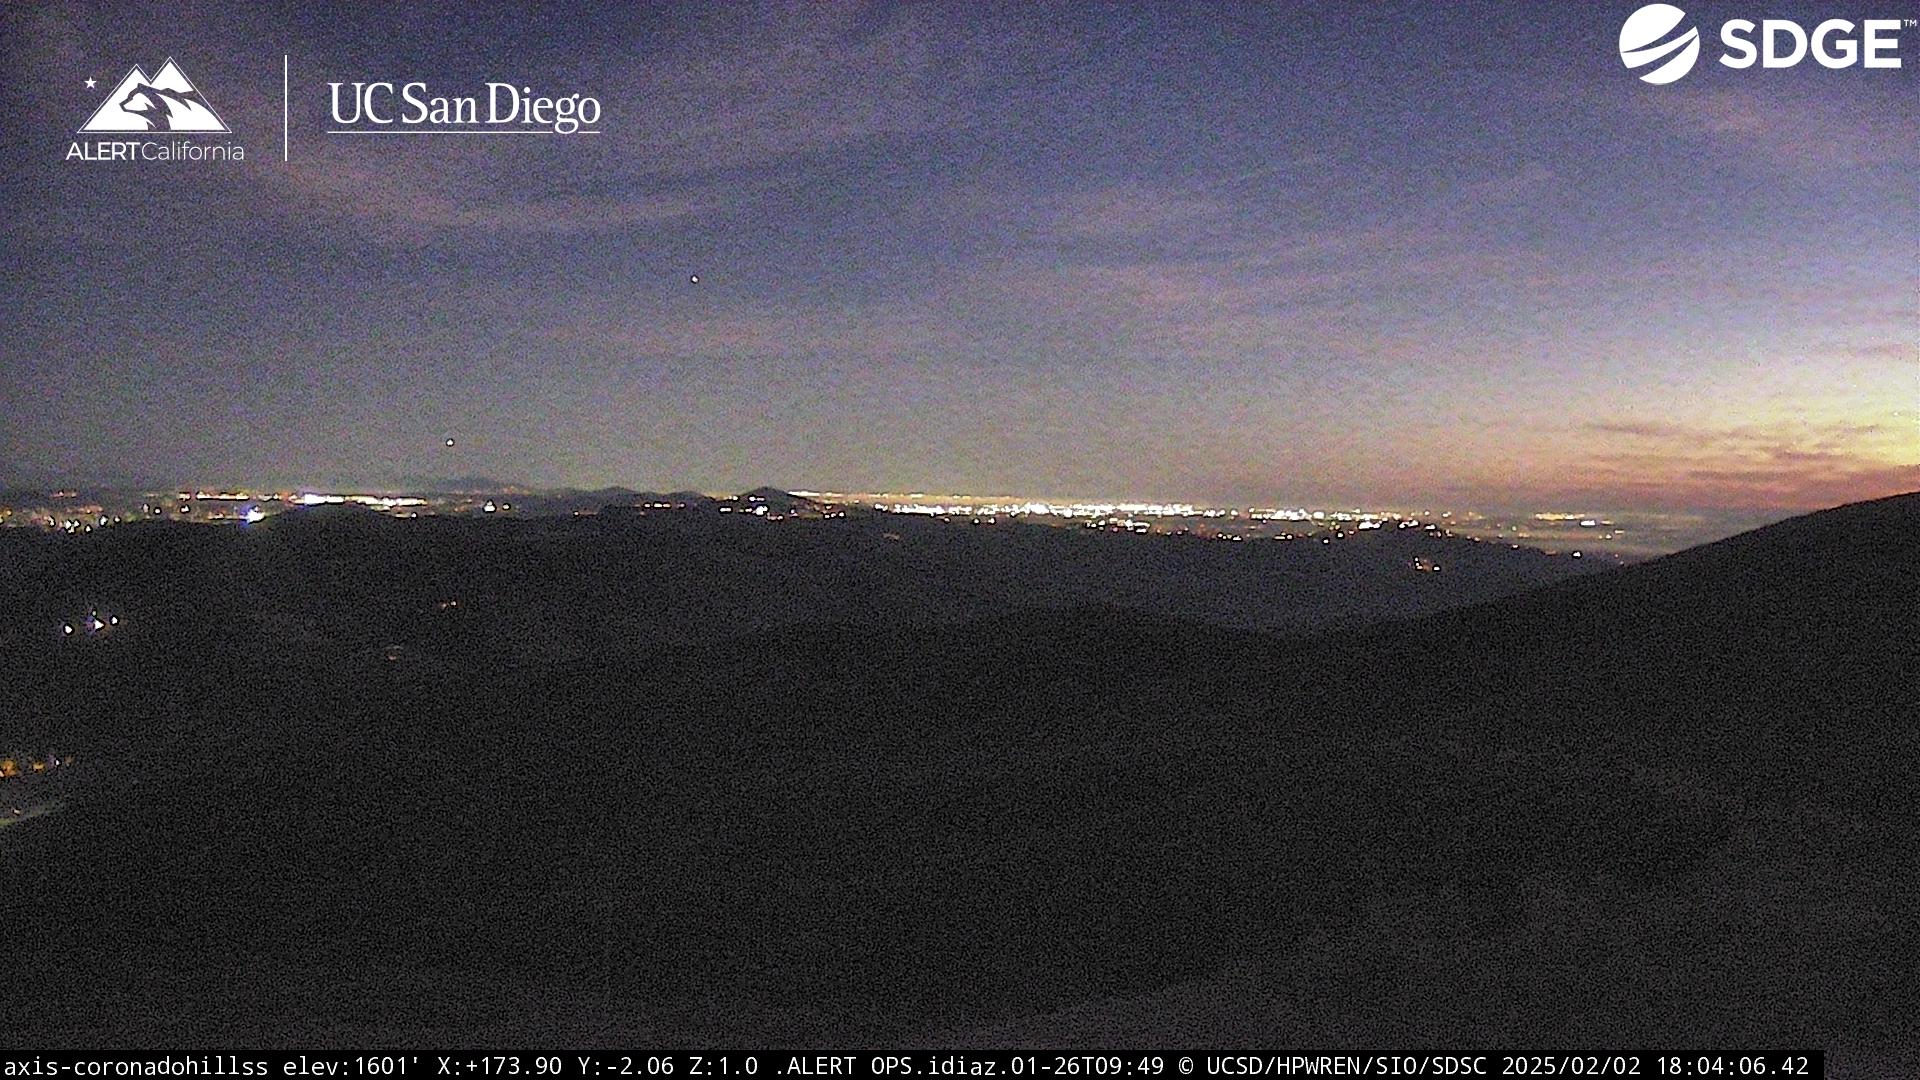 SDGE™
UC San Diego
ALERTCalifornia
axis-coronadohillss elev:1601' X:+173.90 Y:-2.06 Z:1.0 .ALERT OPS.idiaz.01-26T09:49 © UCSD/HPWREN/SIO/SDSC 2025/02/02 18:04:06.42